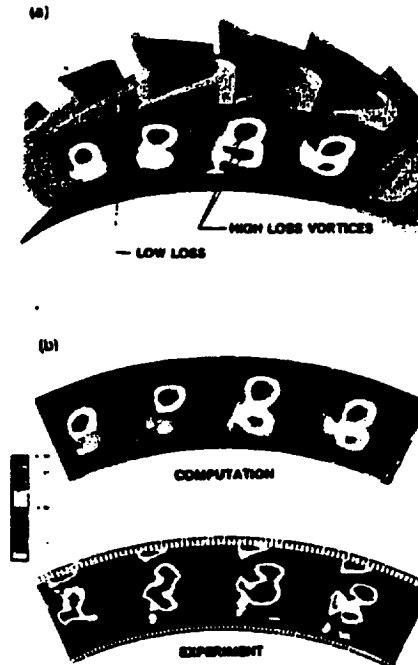 (a)
HIGH LOSS VORTICES
LOW LOSS
(b)
COMPUTATION
EXPERIMENT